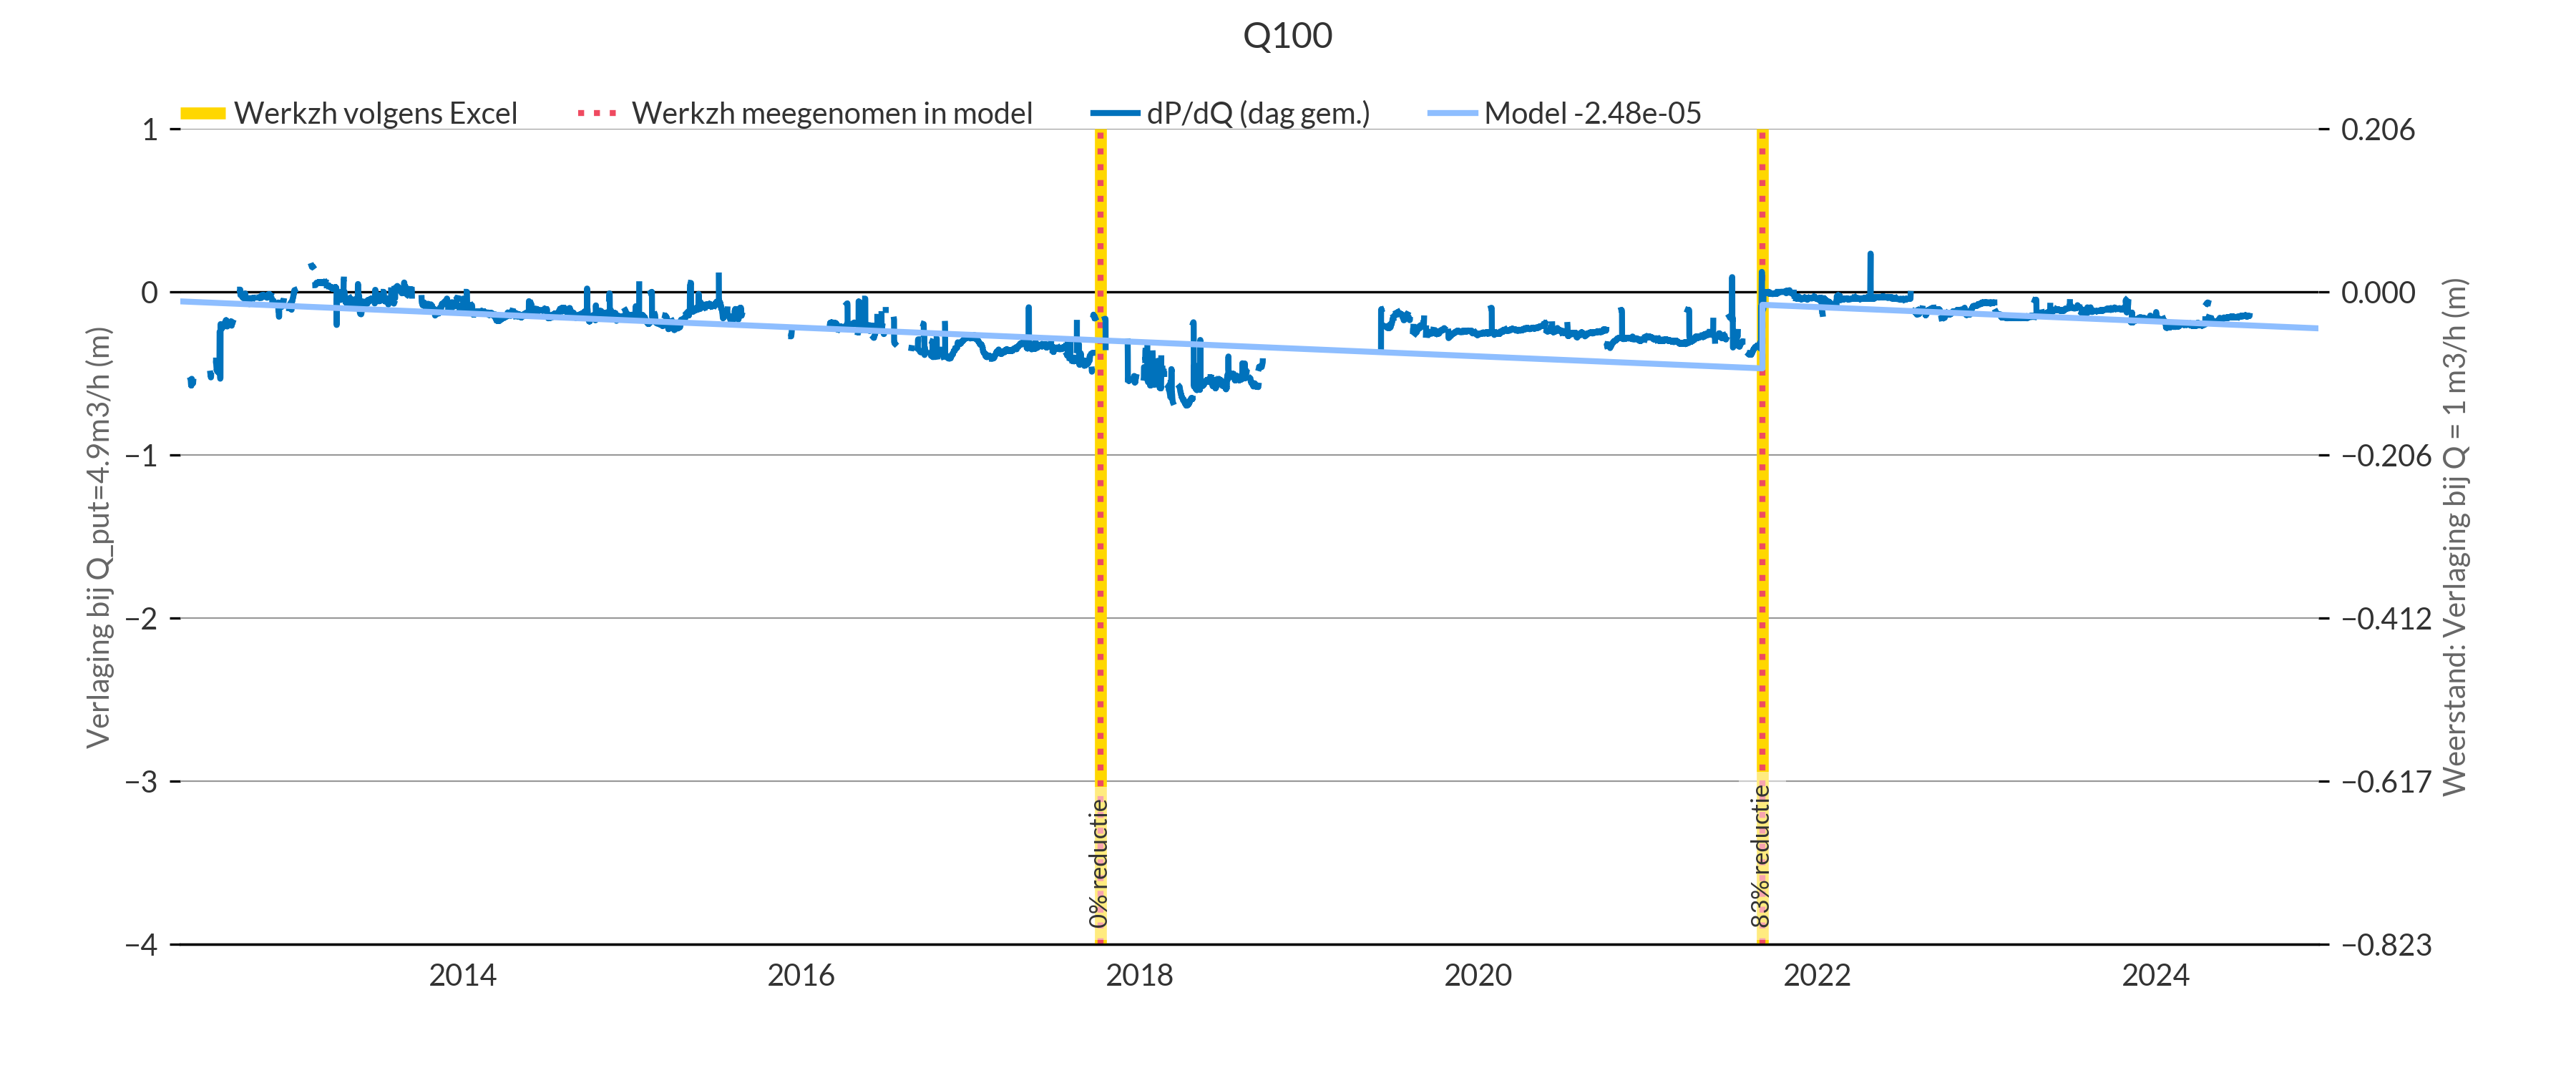 Q100
Werkzh volgens Excel
Werkzh meegenomen in model
dP/dQ (dag gem.)
Model -2.48e-05
1
0
−1
−2
−3
−4
0.206
0.000
−0.206
−0.412
−0.617
−0.823
Verlaging bij Q_put=4.9m3/h (m)
Weerstand: Verlaging bij Q = 1 m3/h (m)
0% reductie
83% reductie
2014
2016
2018
2020
2022
2024